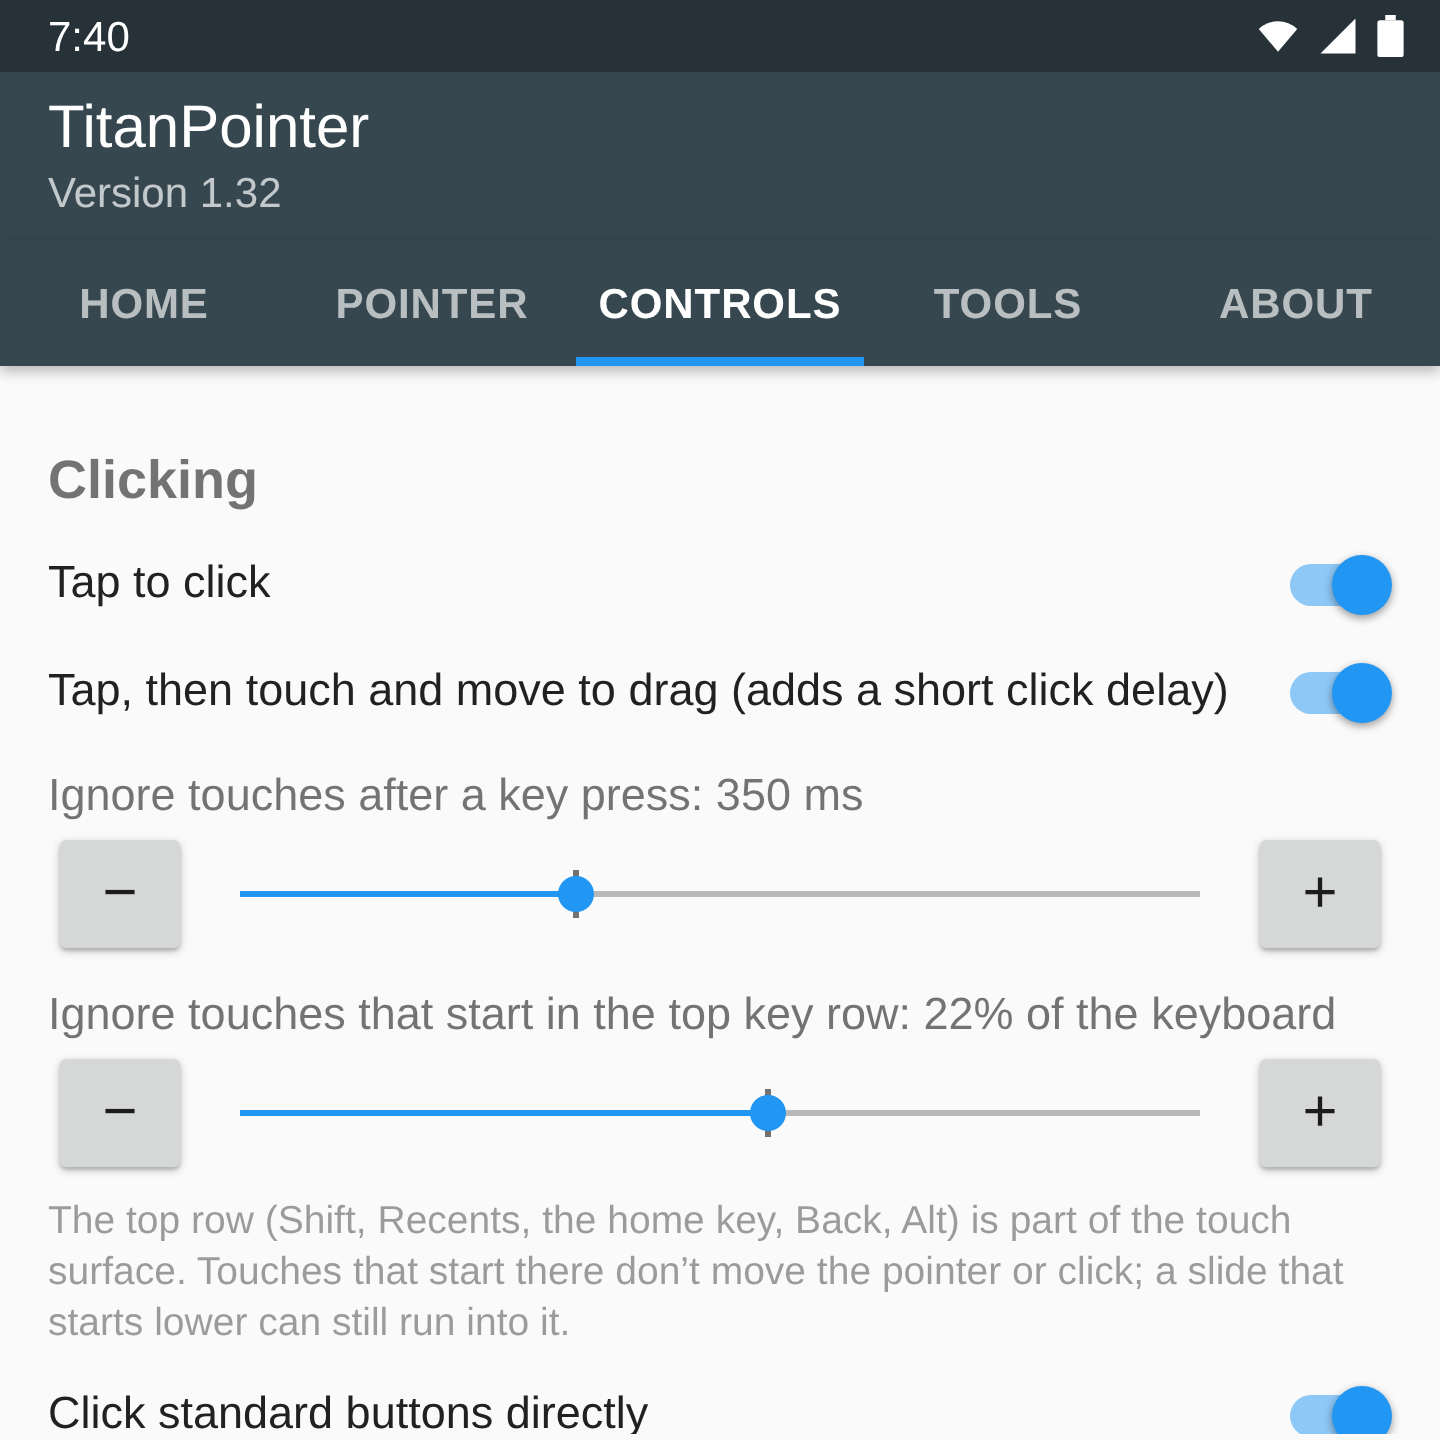 7:40
TitanPointer
Version 1.32
HOME
POINTER
CONTROLS
TOOLS
ABOUT
Clicking
Tap to click
Tap, then touch and move to drag (adds a short click delay)
Ignore touches after a key press: 350 ms
−
+
Ignore touches that start in the top key row: 22% of the keyboard
−
+
The top row (Shift, Recents, the home key, Back, Alt) is part of the touch
surface. Touches that start there don’t move the pointer or click; a slide that
starts lower can still run into it.
Click standard buttons directly